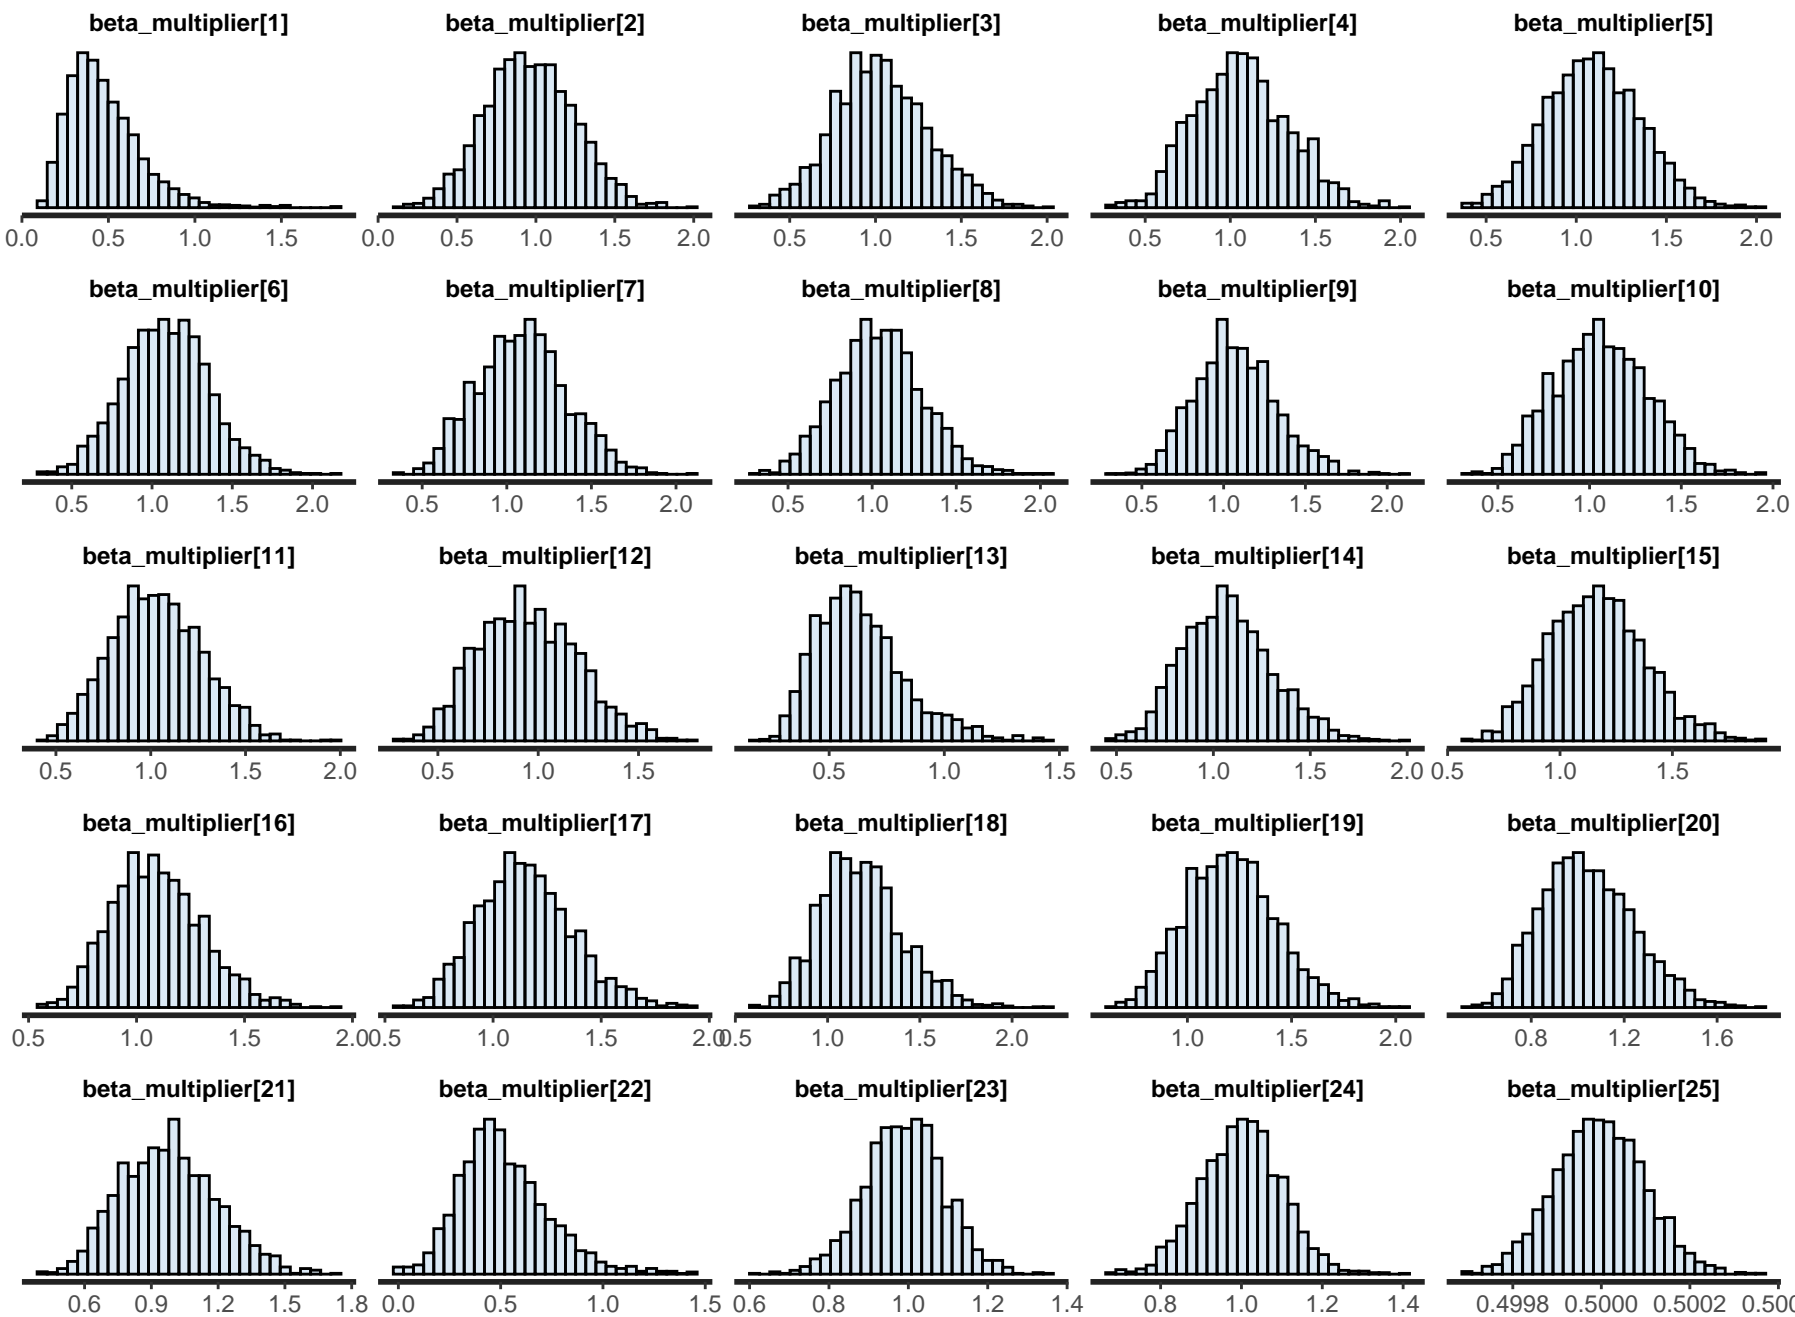 beta_multiplier[1] beta_multiplier[2] beta_multiplier[3] beta_multiplier[4] beta_multiplier[5]
0.0 0.5 1.0 1.5 0.0 0.5 1.0 1.5 2.0 0.5 1.0 1.5 2.0 0.5 1.0 1.5 2.0 0.5 1.0 1.5 2.0
beta_multiplier[6] beta_multiplier[7] beta_multiplier[8] beta_multiplier[9] beta_multiplier[10]
0.5 1.0 1.5 2.0 0.5 1.0 1.5 2.0 0.5 1.0 1.5 2.0 0.5 1.0 1.5 2.0 0.5 1.0 1.5 2.0
beta_multiplier[11] beta_multiplier[12] beta_multiplier[13] beta_multiplier[14] beta_multiplier[15]
0.5 1.0 1.5 2.0 0.5 1.0 1.5 0.5 1.0 1.5 0.5 1.0 1.5 2.0 0.5 1.0 1.5
beta_multiplier[16] beta_multiplier[17] beta_multiplier[18] beta_multiplier[19] beta_multiplier[20]
0.5 1.0 1.5 2.0 0.5 1.0 1.5 2.0 0.5 1.0 1.5 2.0 1.0 1.5 2.0 0.8 1.2 1.6
beta_multiplier[21] beta_multiplier[22] beta_multiplier[23] beta_multiplier[24] beta_multiplier[25]
0.6 0.9 1.2 1.5 1.8 0.0 0.5 1.0 1.5 0.6 0.8 1.0 1.2 1.4 0.8 1.0 1.2 1.4 0.4998 0.5000 0.5002